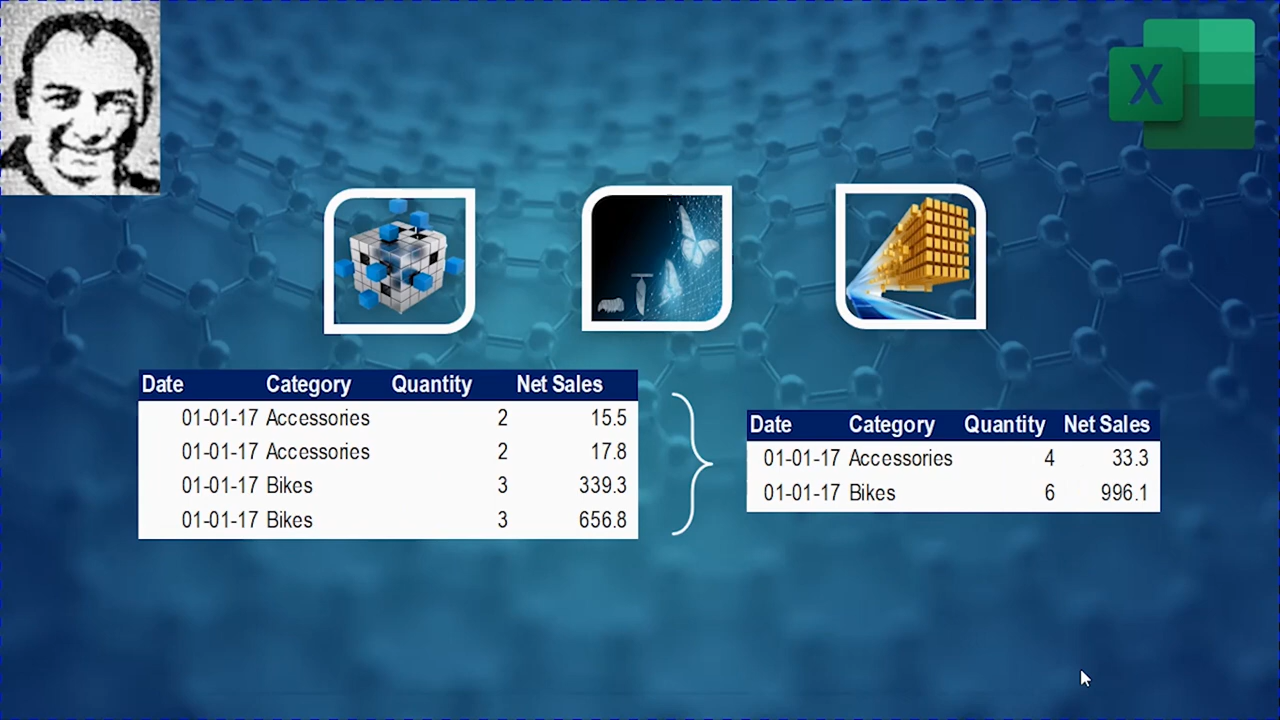 X
Date Category Quantity Net Sales
01-01-17 Accessories 2 15.5
01-01-17 Accessories 2 17.8
01-01-17 Bikes 3 339.3
01-01-17 Bikes 3 656.8
Date Category Quantity Net Sales
01-01-17 Accessories 4 33.3
01-01-17 Bikes 6 996.1